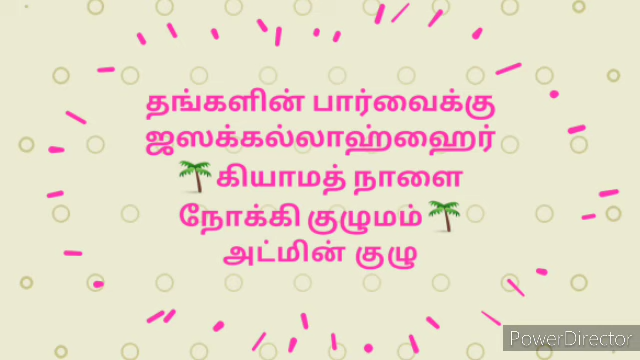 தங்களின் பார்வைக்கு
ஜஸக்கல்லாஹ்ஹைர்
🌴கியாமத் நாளை
நோக்கி குழுமம்🌴
அட்மின் குழு
PowerDirector